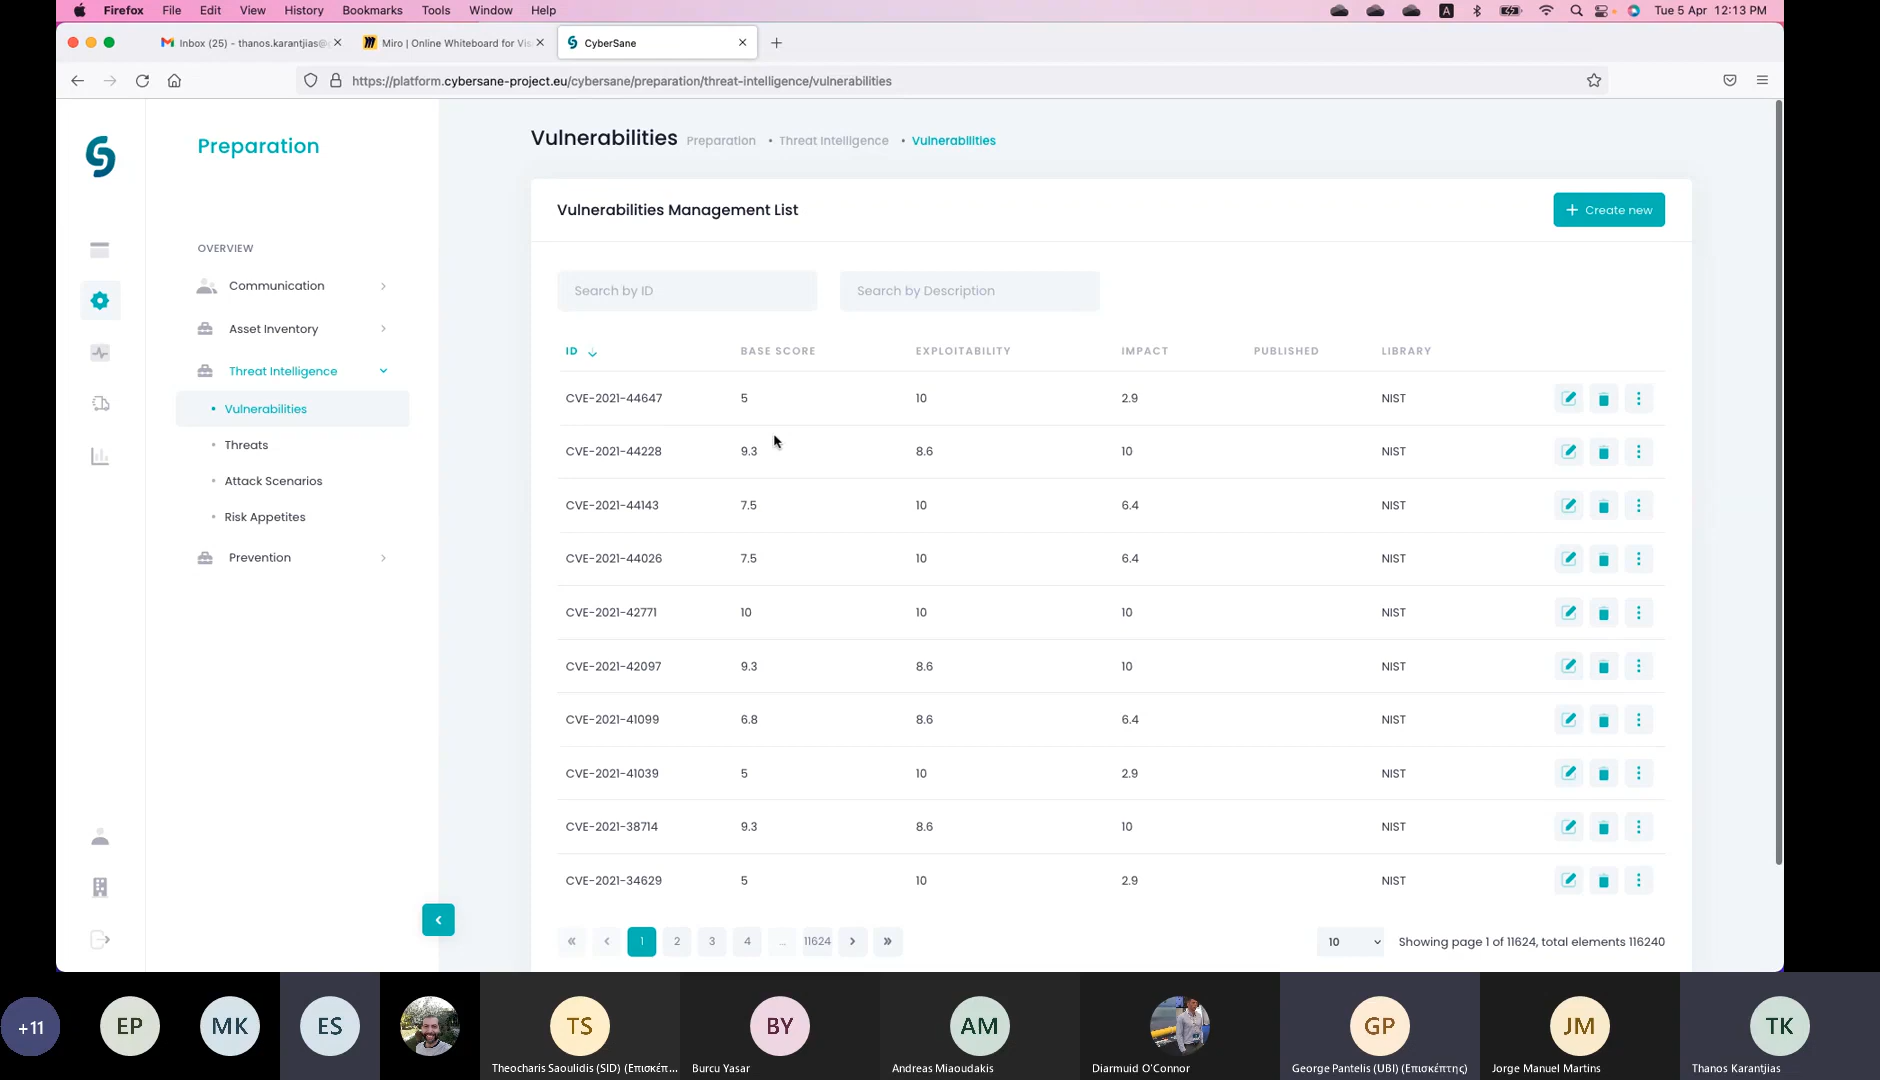 Firefox File Edit View History Bookmarks Tools Window Help
A
Tue 5 Apr 12:13 PM
Inbox (25) - thanos.karantjias@
Miro | Online Whiteboard for Vis
CyberSane
https://platform.cybersane-project.eu/cybersane/preparation/threat-intelligence/vulnerabilities
Preparation
OVERVIEW
Communication
Asset Inventory
Threat Intelligence
• Vulnerabilities
• Threats
• Attack Scenarios
• Risk Appetites
Prevention
Vulnerabilities Preparation • Threat Intelligence • Vulnerabilities
Vulnerabilities Management List
+ Create new
Search by ID Search by Description
ID BASE SCORE EXPLOITABILITY IMPACT PUBLISHED LIBRARY
CVE-2021-44647 5 10 2.9 NIST
CVE-2021-44228 9.3 8.6 10 NIST
CVE-2021-44143 7.5 10 6.4 NIST
CVE-2021-44026 7.5 10 6.4 NIST
CVE-2021-42771 10 10 10 NIST
CVE-2021-42097 9.3 8.6 10 NIST
CVE-2021-41099 6.8 8.6 6.4 NIST
CVE-2021-41039 5 10 2.9 NIST
CVE-2021-38714 9.3 8.6 10 NIST
CVE-2021-34629 5 10 2.9 NIST
« ‹ 1 2 3 4 ... 11624 › »
10 Showing page 1 of 11624, total elements 116240
+11 EP MK ES TS BY AM GP JM TK
Theocharis Saoulidis (SID) (Επισκέπ... Burcu Yasar Andreas Miaoudakis Diarmuid O'Connor George Pantelis (UBI) (Επισκέπτης) Jorge Manuel Martins Thanos Karantjias